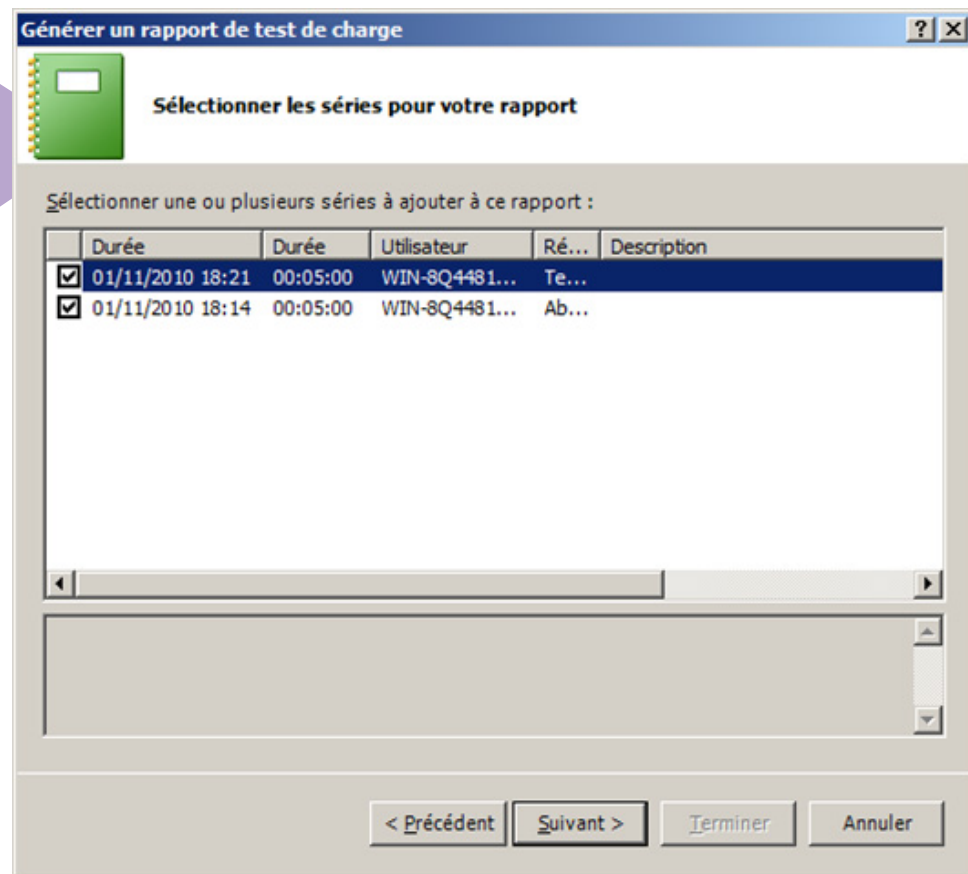 Générer un rapport de test de charge
Sélectionner les séries pour votre rapport
Sélectionner une ou plusieurs séries à ajouter à ce rapport :
Durée Durée Utilisateur Ré... Description
01/11/2010 18:21 00:05:00 WIN-8Q4481... Te...
01/11/2010 18:14 00:05:00 WIN-8Q4481... Ab...
< Précédent Suivant > Terminer Annuler